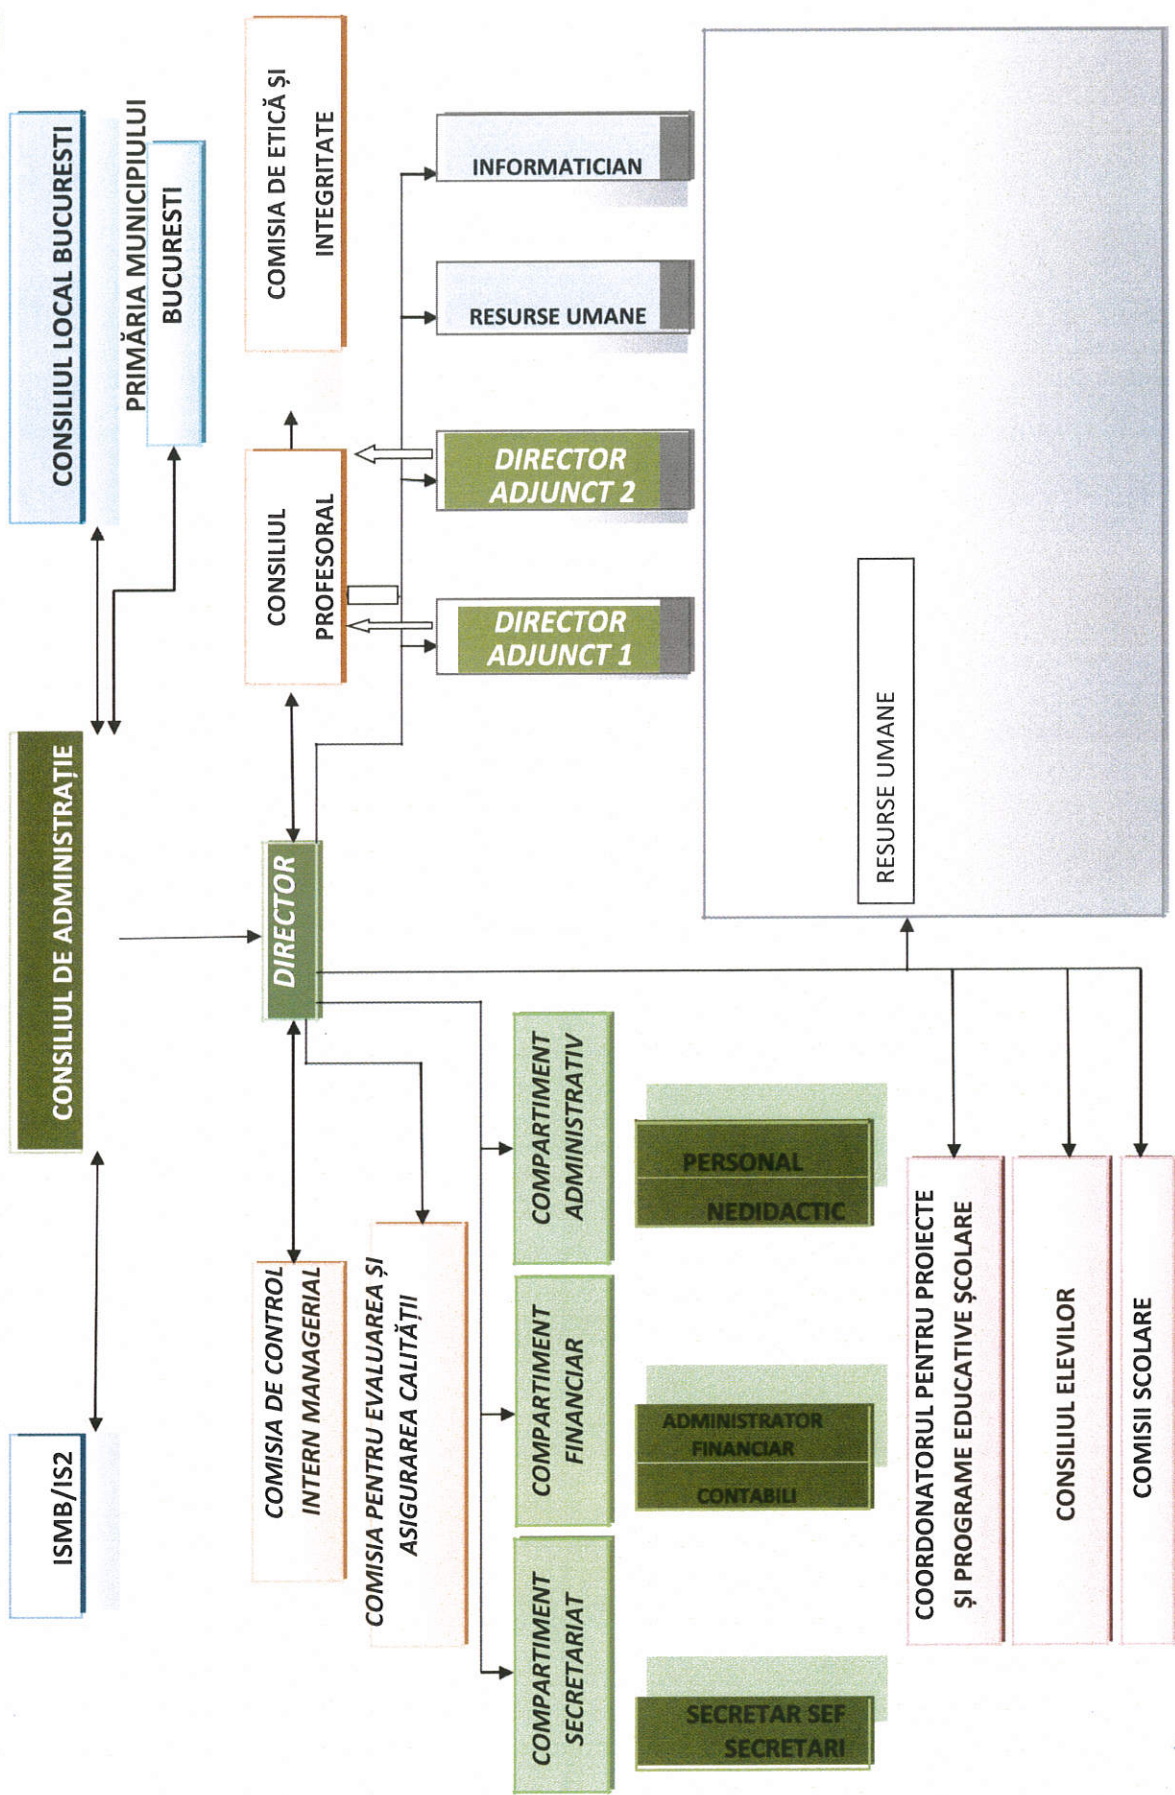 ISMB/IS2
CONSILIUL DE ADMINISTRAȚIE
CONSILIUL LOCAL BUCURESTI
PRIMĂRIA MUNICIPIULUI
BUCURESTI
COMISIA DE CONTROL
INTERN MANAGERIAL
DIRECTOR
CONSILIUL
PROFESORAL
COMISIA DE ETICĂ ȘI
INTEGRITATE
COMISIA PENTRU EVALUAREA ȘI
ASIGURAREA CALITĂȚII
DIRECTOR
ADJUNCT 1
DIRECTOR
ADJUNCT 2
RESURSE UMANE
INFORMATICIAN
COMPARTIMENT
SECRETARIAT
COMPARTIMENT
FINANCIAR
COMPARTIMENT
ADMINISTRATIV
SECRETAR SEF
SECRETARI
ADMINISTRATOR
FINANCIAR
CONTABILI
PERSONAL
NEDIDACTIC
RESURSE UMANE
COORDONATORUL PENTRU PROIECTE
ȘI PROGRAME EDUCATIVE ȘCOLARE
CONSILIUL ELEVILOR
COMISII SCOLARE